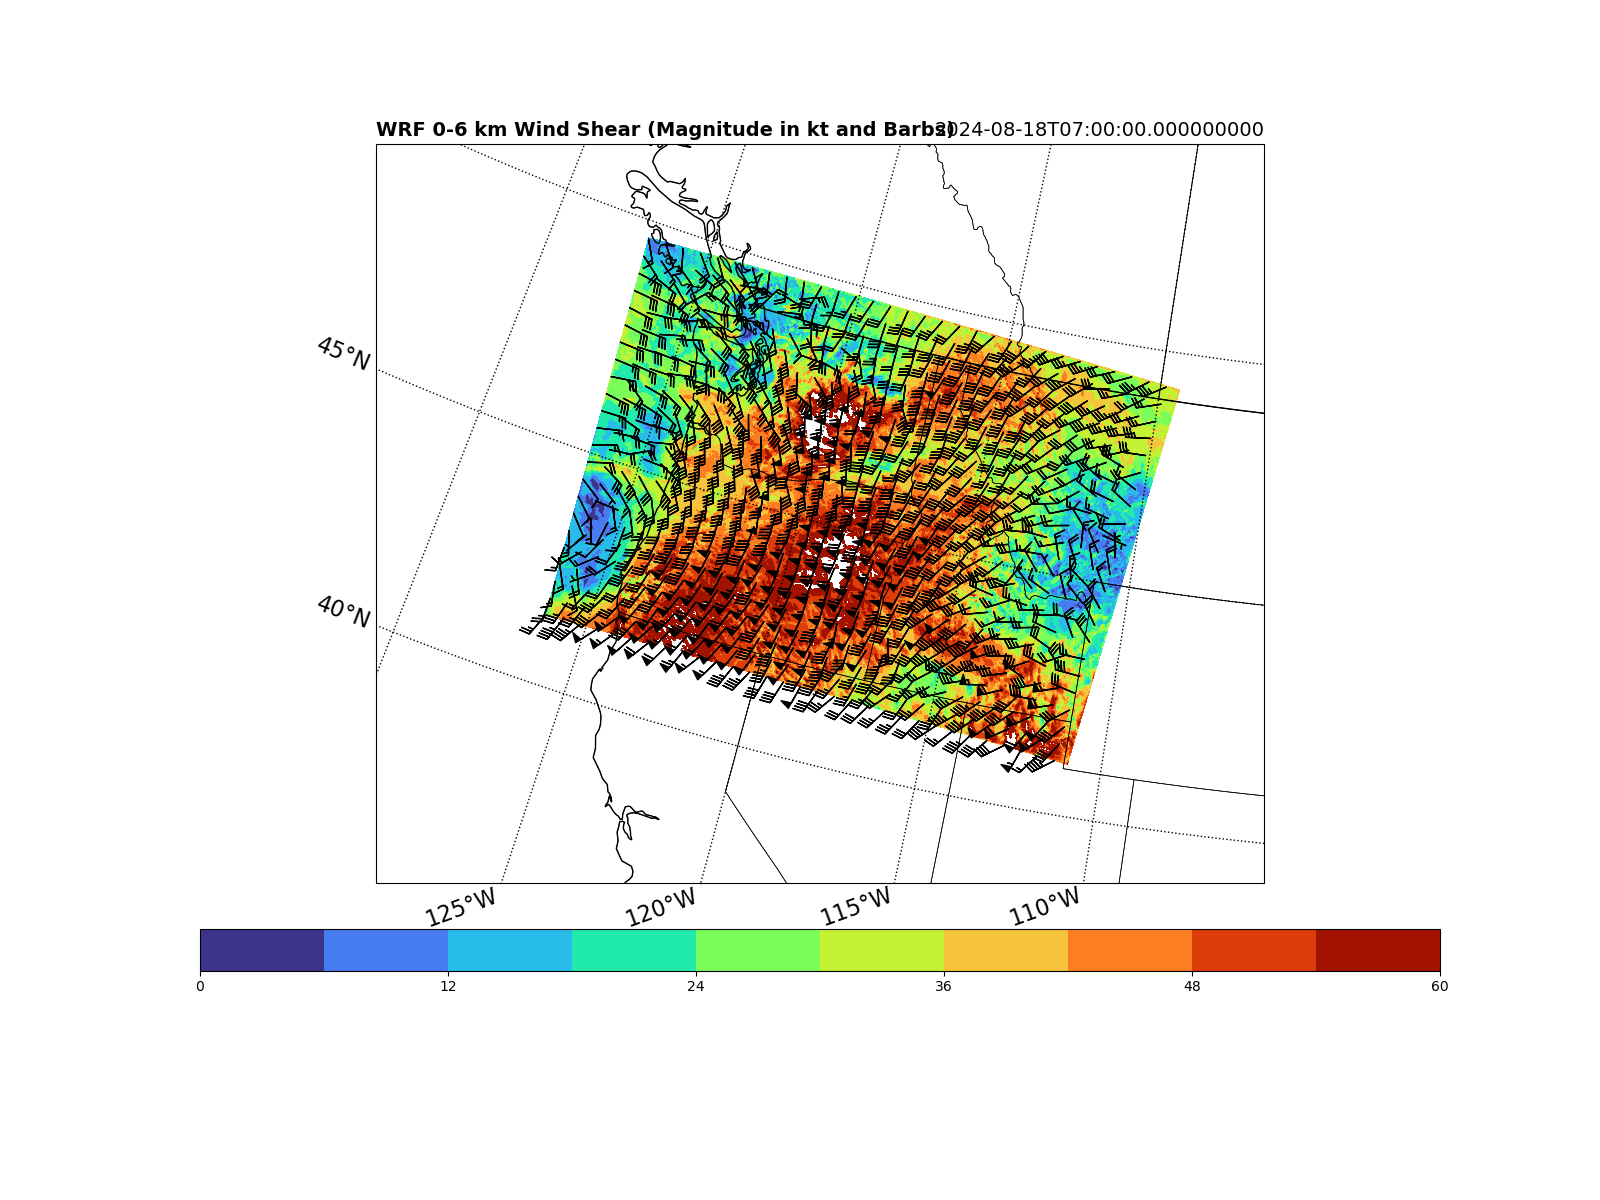 WRF 0-6 km Wind Shear (Magnitude in kt and Barbs) 2024-08-18T07:00:00.000000000
45°N
40°N
125°W 120°W 115°W 110°W
0 12 24 36 48 60